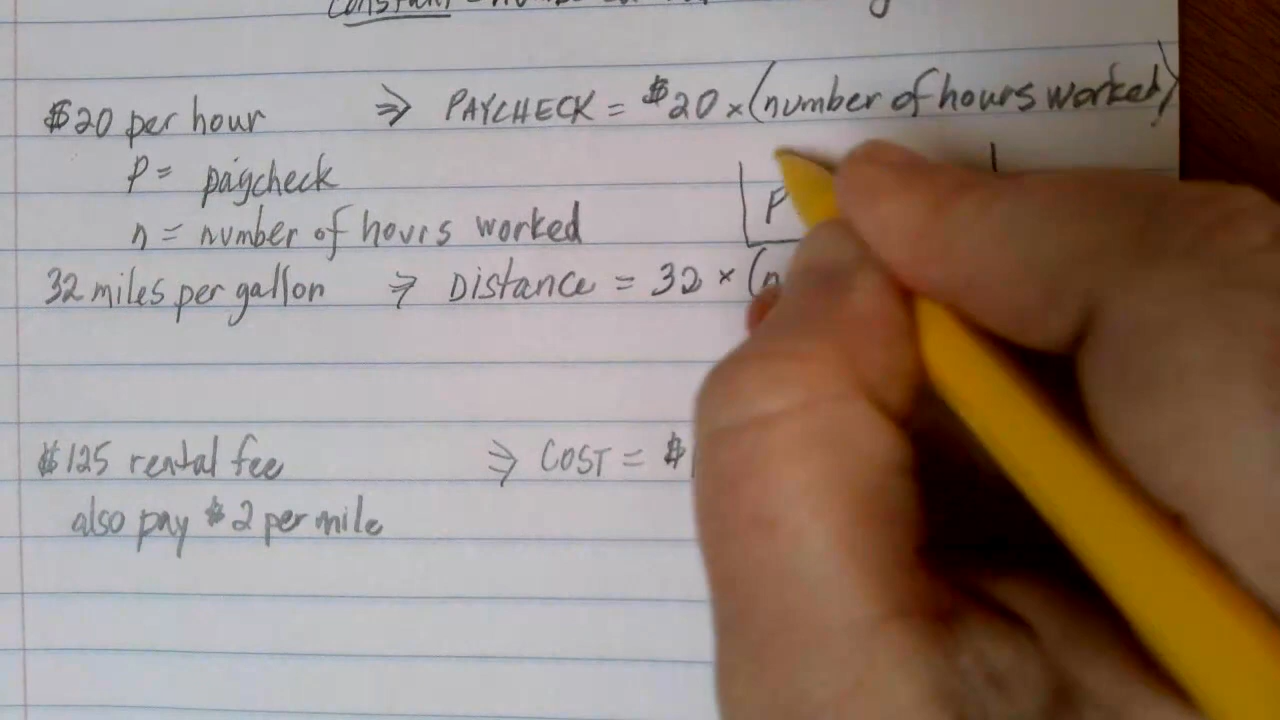 constant
$20 per hour ⇒ PAYCHECK = $20 × (number of hours worked)
P = paycheck
n = number of hours worked
P
32 miles per gallon ⇒ Distance = 32 × (n
$125 rental fee ⇒ COST = $
also pay $2 per mile